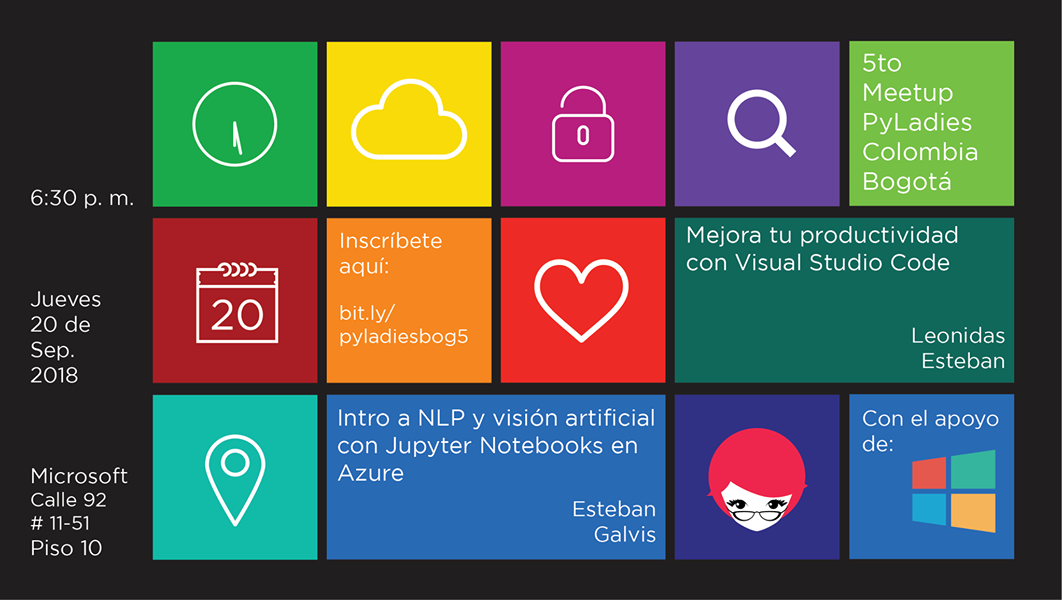 5to
Meetup
PyLadies
Colombia
Bogotá
6:30 p. m.
Inscríbete
aquí:
bit.ly/
pyladiesbog5
Mejora tu productividad
con Visual Studio Code
Leonidas
Esteban
Jueves
20 de
Sep.
2018
20
Intro a NLP y visión artificial
con Jupyter Notebooks en
Azure
Esteban
Galvis
Con el apoyo
de:
Microsoft
Calle 92
# 11-51
Piso 10